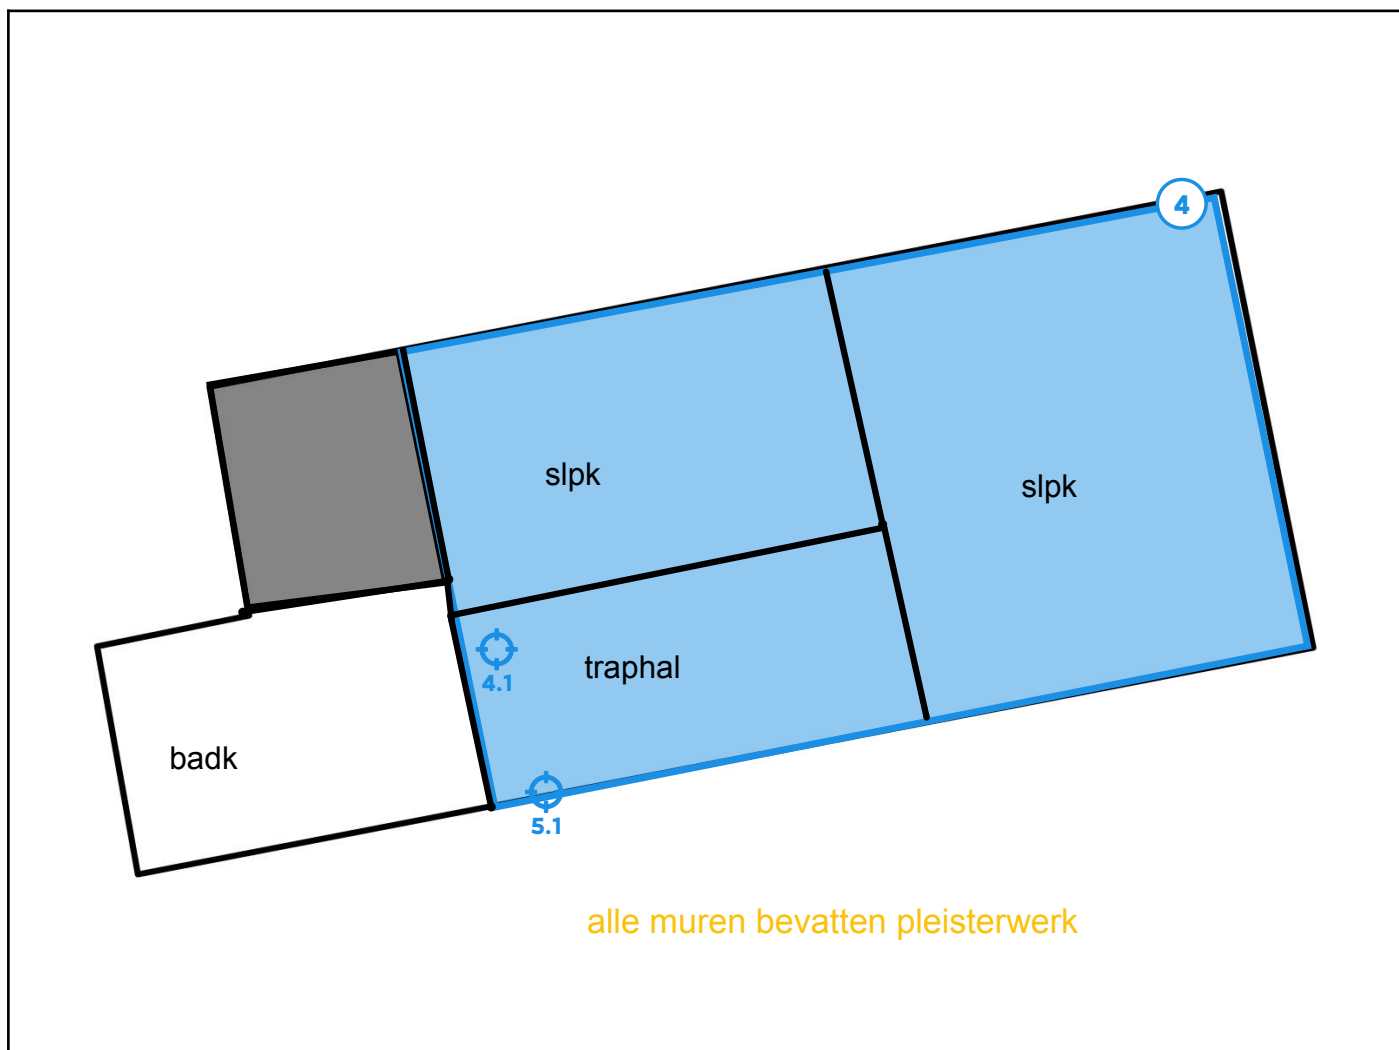 4
slpk
slpk
traphal
4.1
badk
5.1
alle muren bevatten pleisterwerk